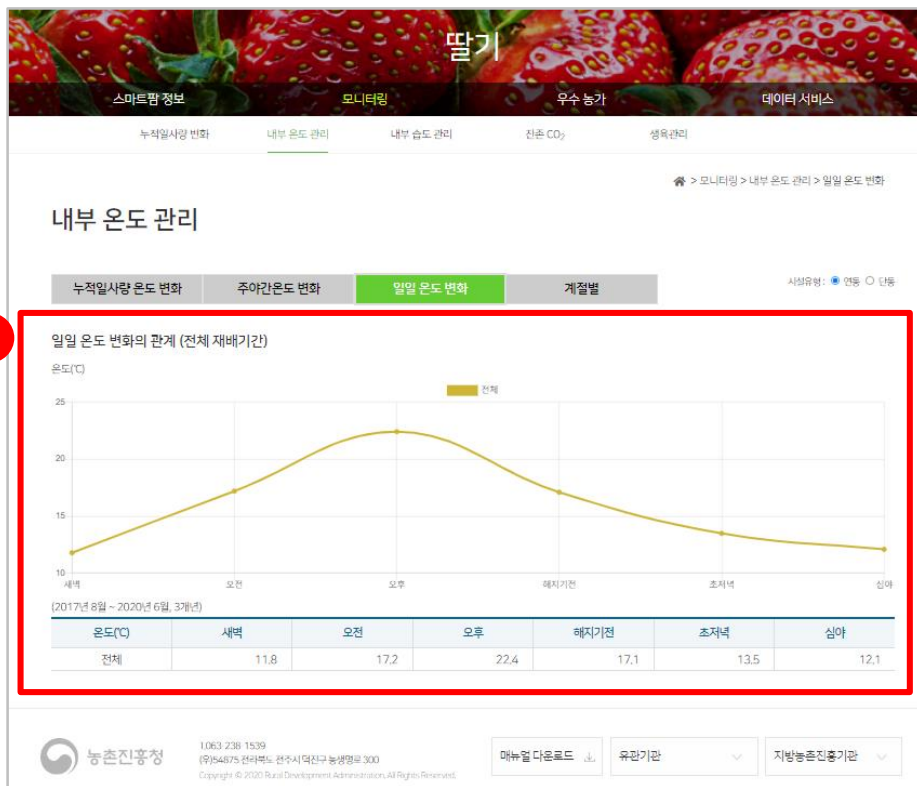 딸기
스마트팜 정보 모니터링 우수 농가 데이터 서비스
누적일사량 변화 내부 온도 관리 내부 습도 관리 잔존 CO₂ 생육관리
> 모니터링 > 내부 온도 관리 > 일일 온도 변화
내부 온도 관리
누적일사량 온도 변화 주야간온도 변화 일일 온도 변화 계절별 시설유형: 연동 단동
일일 온도 변화의 관계 (전체 재배기간)
온도(℃)
전체
25
20
15
10
새벽 오전 오후 해지기전 초저녁 심야
(2017년 8월 ~ 2020년 6월, 3개년)
온도(℃) 새벽 오전 오후 해지기전 초저녁 심야
전체 11.8 17.2 22.4 17.1 13.5 12.1
농촌진흥청
T.063-238-1539
(우)54875 전라북도 전주시 덕진구 농생명로 300
Copyright © 2020 Rural Development Administration, All Rights Reserved.
매뉴얼 다운로드 유관기관 지방농촌진흥기관